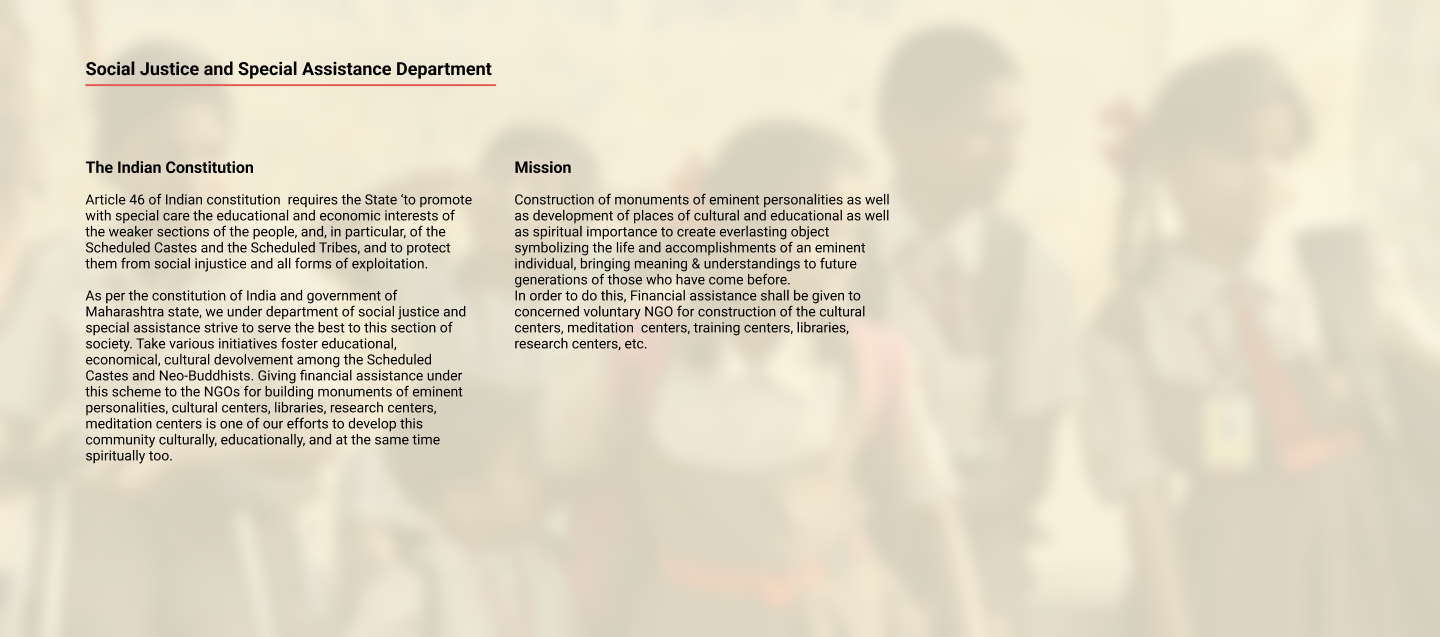 Social Justice and Special Assistance Department
The Indian Constitution
Article 46 of Indian constitution  requires the State ‘to promote
with special care the educational and economic interests of
the weaker sections of the people, and, in particular, of the
Scheduled Castes and the Scheduled Tribes, and to protect
them from social injustice and all forms of exploitation.
As per the constitution of India and government of
Maharashtra state, we under department of social justice and
special assistance strive to serve the best to this section of
society. Take various initiatives foster educational,
economical, cultural devolvement among the Scheduled
Castes and Neo-Buddhists. Giving financial assistance under
this scheme to the NGOs for building monuments of eminent
personalities, cultural centers, libraries, research centers,
meditation centers is one of our efforts to develop this
community culturally, educationally, and at the same time
spiritually too.
Mission
Construction of monuments of eminent personalities as well
as development of places of cultural and educational as well
as spiritual importance to create everlasting object
symbolizing the life and accomplishments of an eminent
individual, bringing meaning & understandings to future
generations of those who have come before.
In order to do this, Financial assistance shall be given to
concerned voluntary NGO for construction of the cultural
centers, meditation  centers, training centers, libraries,
research centers, etc.